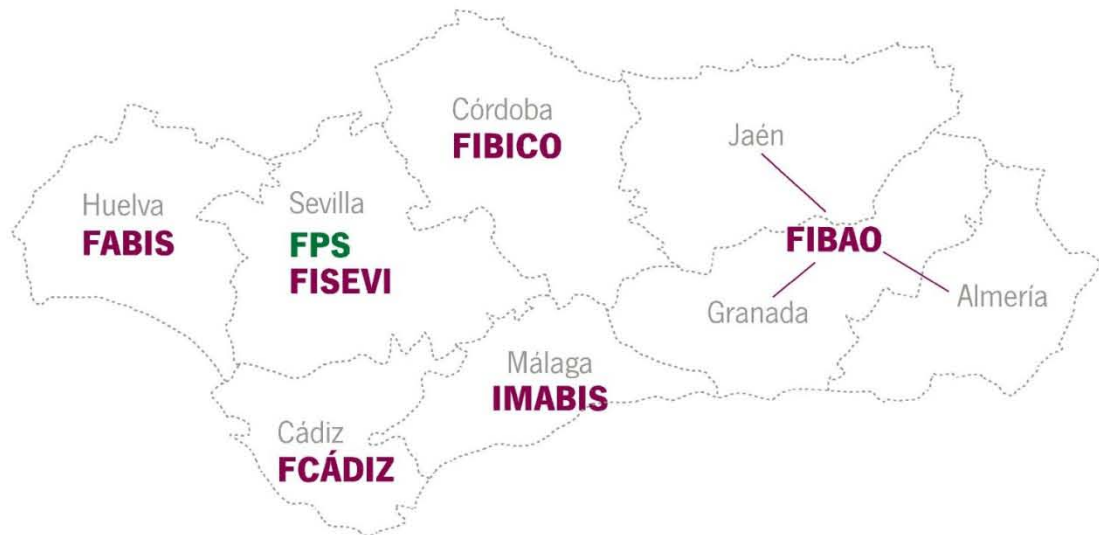 Córdoba
FIBICO
Jaén
Huelva
FABIS
Sevilla
FPS
FISEVI
FIBAO
Granada
Almería
Málaga
IMABIS
Cádiz
FCÁDIZ